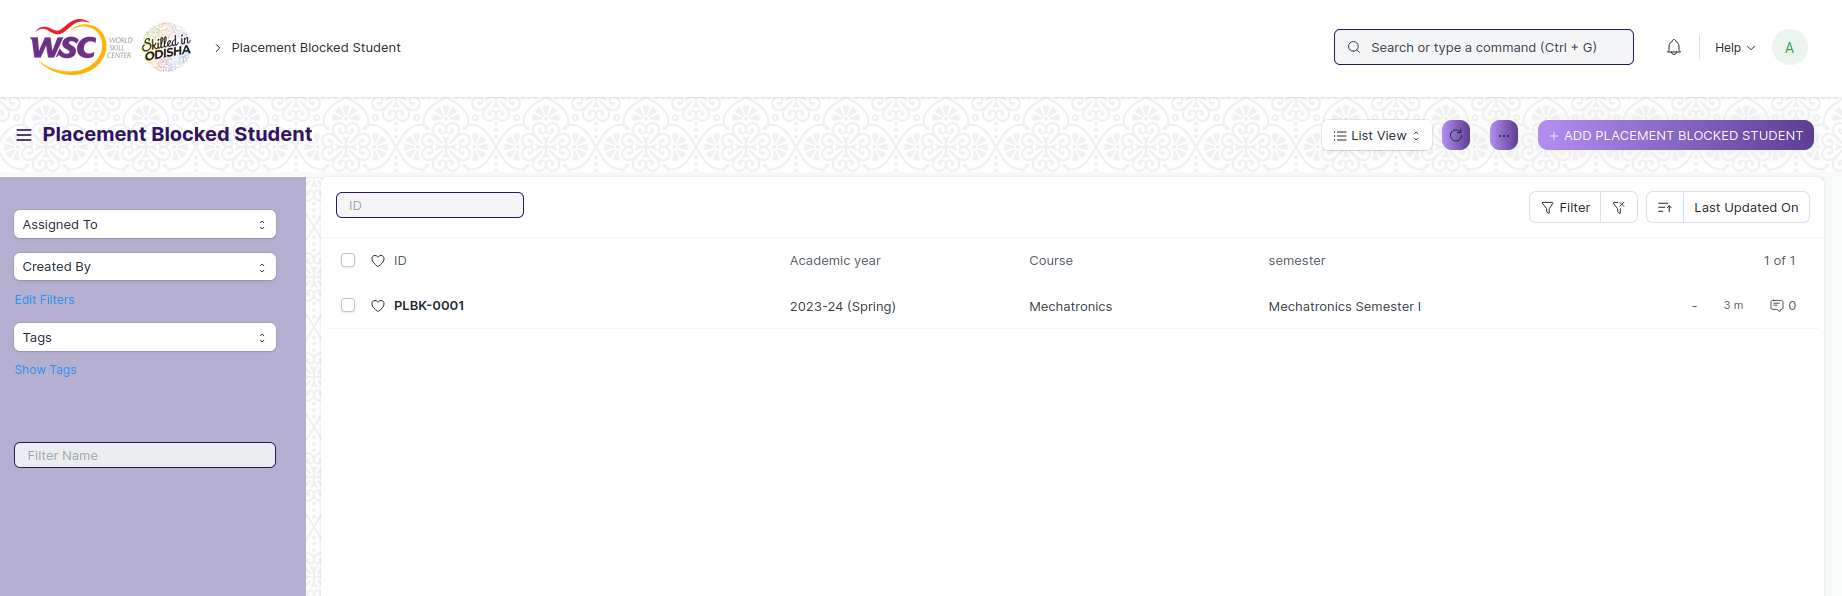 WSC WORLD SKILL CENTER
Skilled in ODISHA
Placement Blocked Student
Search or type a command (Ctrl + G)
Help
A
Placement Blocked Student
List View
+ ADD PLACEMENT BLOCKED STUDENT
Assigned To
Created By
Edit Filters
Tags
Show Tags
Filter Name
ID
Filter
Last Updated On
ID Academic year Course semester 1 of 1
PLBK-0001 2023-24 (Spring) Mechatronics Mechatronics Semester I - 3 m 0